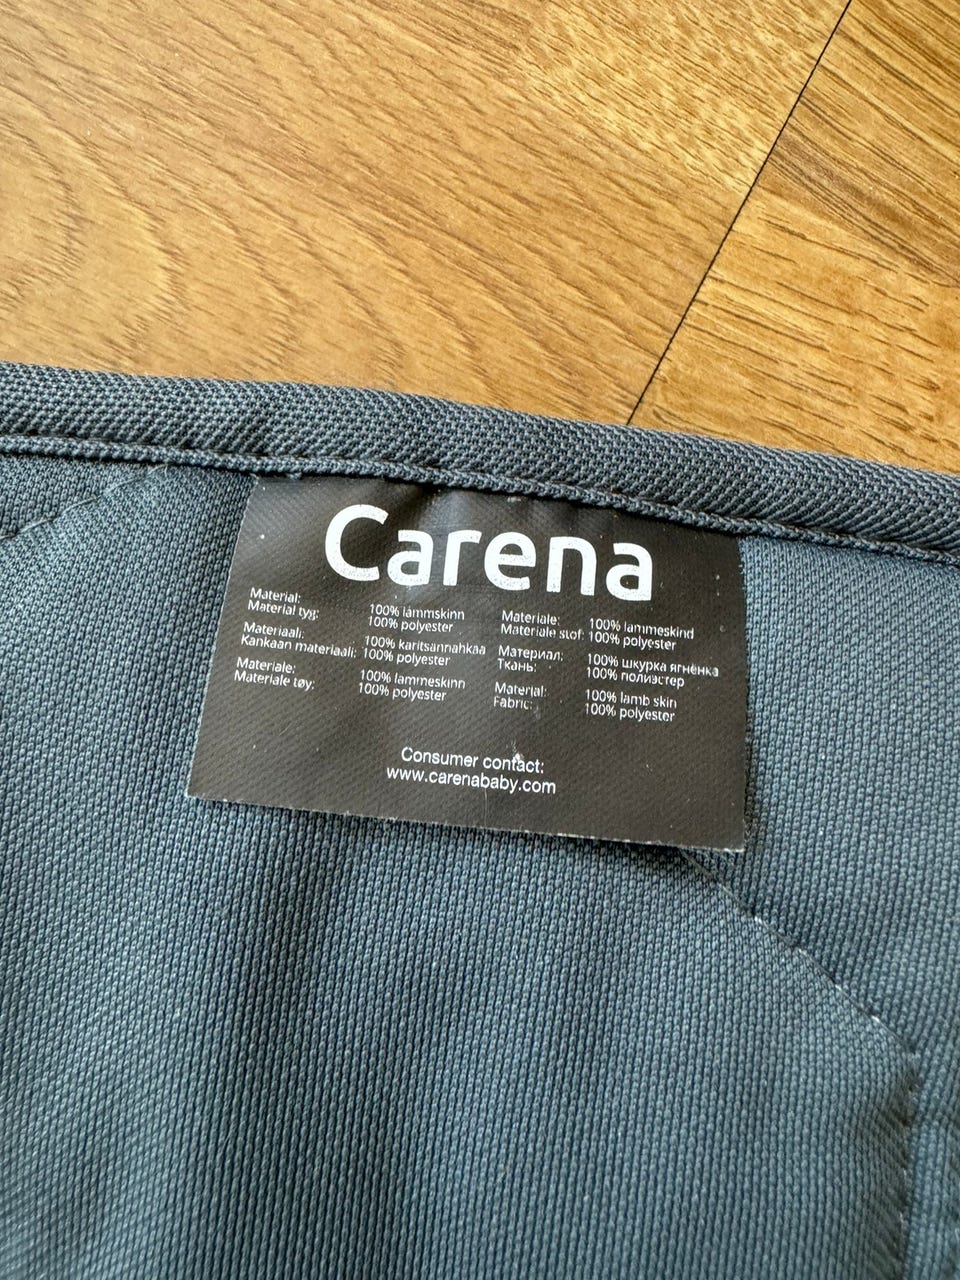 Carena
Material: 100% lammskinn
Material tyg: 100% polyester
Materiaali: 100% karitsannahkaa
Kankaan materiaali: 100% polyester
Materiale: 100% lammeskinn
Materiale tøy: 100% polyester
Materiale: 100% lammeskind
Materiale stof: 100% polyester
Материал: 100% шкурка ягнёнка
Ткань: 100% полиэстер
Material: 100% lamb skin
Fabric: 100% polyester
Consumer contact:
www.carenababy.com